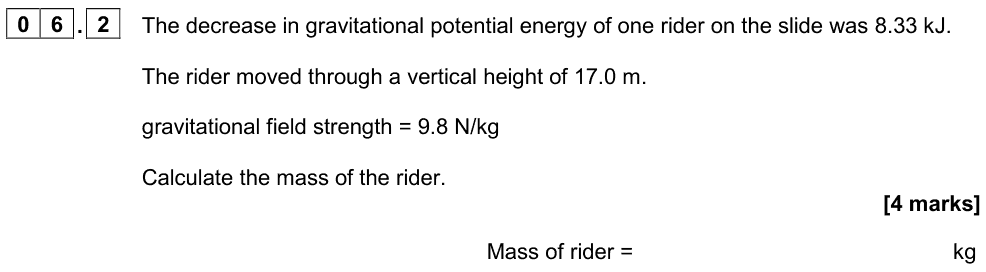 06.2 The decrease in gravitational potential energy of one rider on the slide was 8.33 kJ.
The rider moved through a vertical height of 17.0 m.
gravitational field strength = 9.8 N/kg
Calculate the mass of the rider.
[4 marks]
Mass of rider = kg